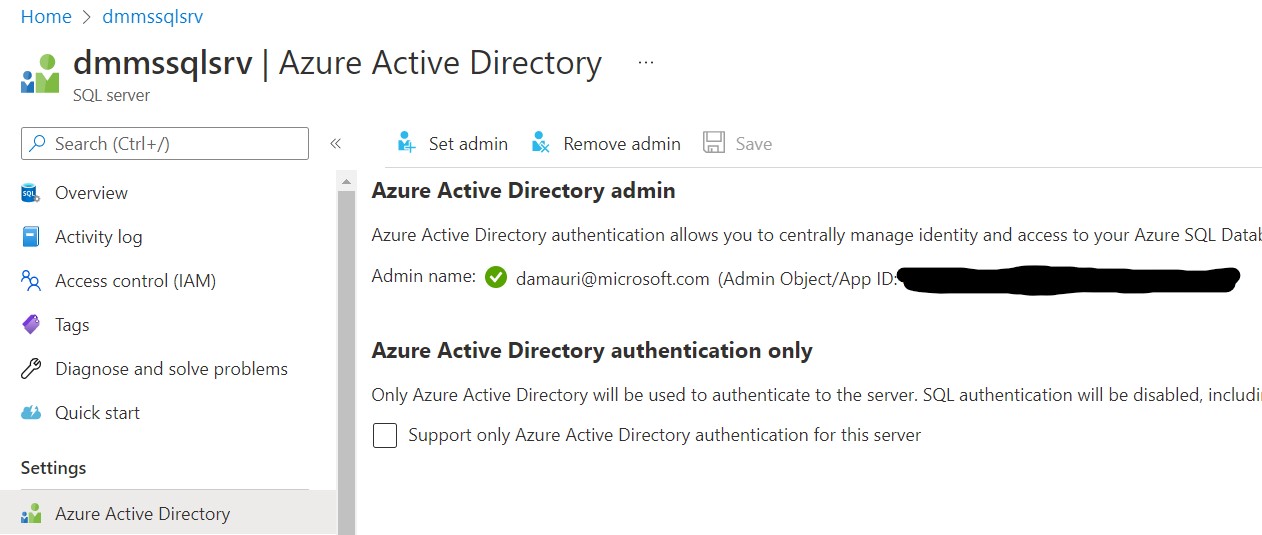 Home > dmmssqlsrv
dmmssqlsrv | Azure Active Directory ...
SQL server
Search (Ctrl+/)
«
Overview
Activity log
Access control (IAM)
Tags
Diagnose and solve problems
Quick start
Settings
Azure Active Directory
Set admin
Remove admin
Save
Azure Active Directory admin
Azure Active Directory authentication allows you to centrally manage identity and access to your Azure SQL Datab
Admin name: damauri@microsoft.com (Admin Object/App ID:
Azure Active Directory authentication only
Only Azure Active Directory will be used to authenticate to the server. SQL authentication will be disabled, includi
Support only Azure Active Directory authentication for this server